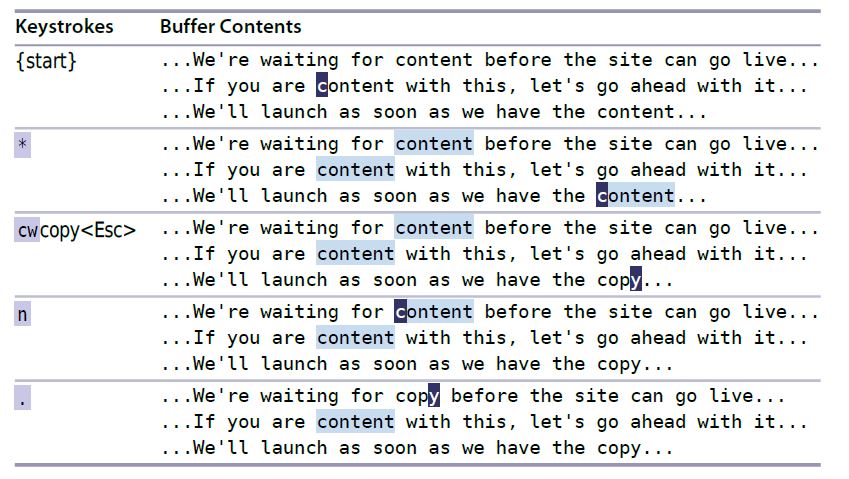 Keystrokes Buffer Contents
{start} ...We're waiting for content before the site can go live...
...If you are content with this, let's go ahead with it...
...We'll launch as soon as we have the content...
* ...We're waiting for content before the site can go live...
...If you are content with this, let's go ahead with it...
...We'll launch as soon as we have the content...
cwcopy<Esc> ...We're waiting for content before the site can go live...
...If you are content with this, let's go ahead with it...
...We'll launch as soon as we have the copy...
n ...We're waiting for content before the site can go live...
...If you are content with this, let's go ahead with it...
...We'll launch as soon as we have the copy...
. ...We're waiting for copy before the site can go live...
...If you are content with this, let's go ahead with it...
...We'll launch as soon as we have the copy...